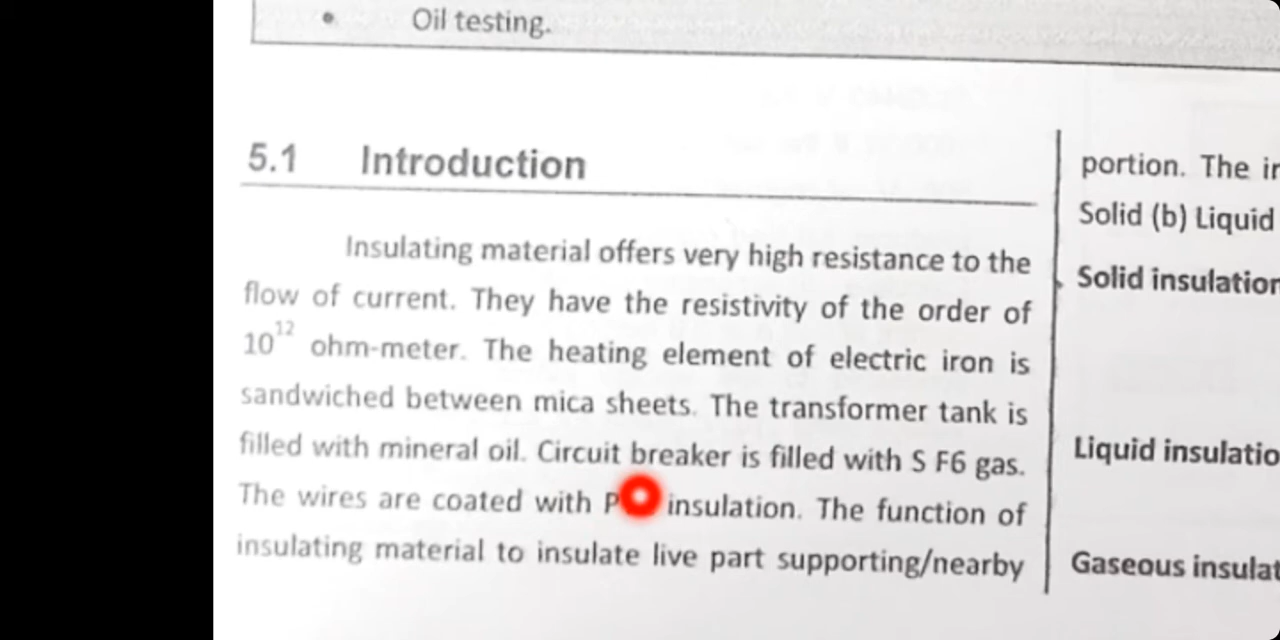 • Oil testing.
5.1 Introduction
Insulating material offers very high resistance to the
flow of current. They have the resistivity of the order of
10¹² ohm-meter. The heating element of electric iron is
sandwiched between mica sheets. The transformer tank is
filled with mineral oil. Circuit breaker is filled with S F6 gas.
The wires are coated with insulation. The function of
insulating material to insulate live part supporting/nearby
portion. The
Solid (b) Liquid
Solid
Liquid
Gaseous